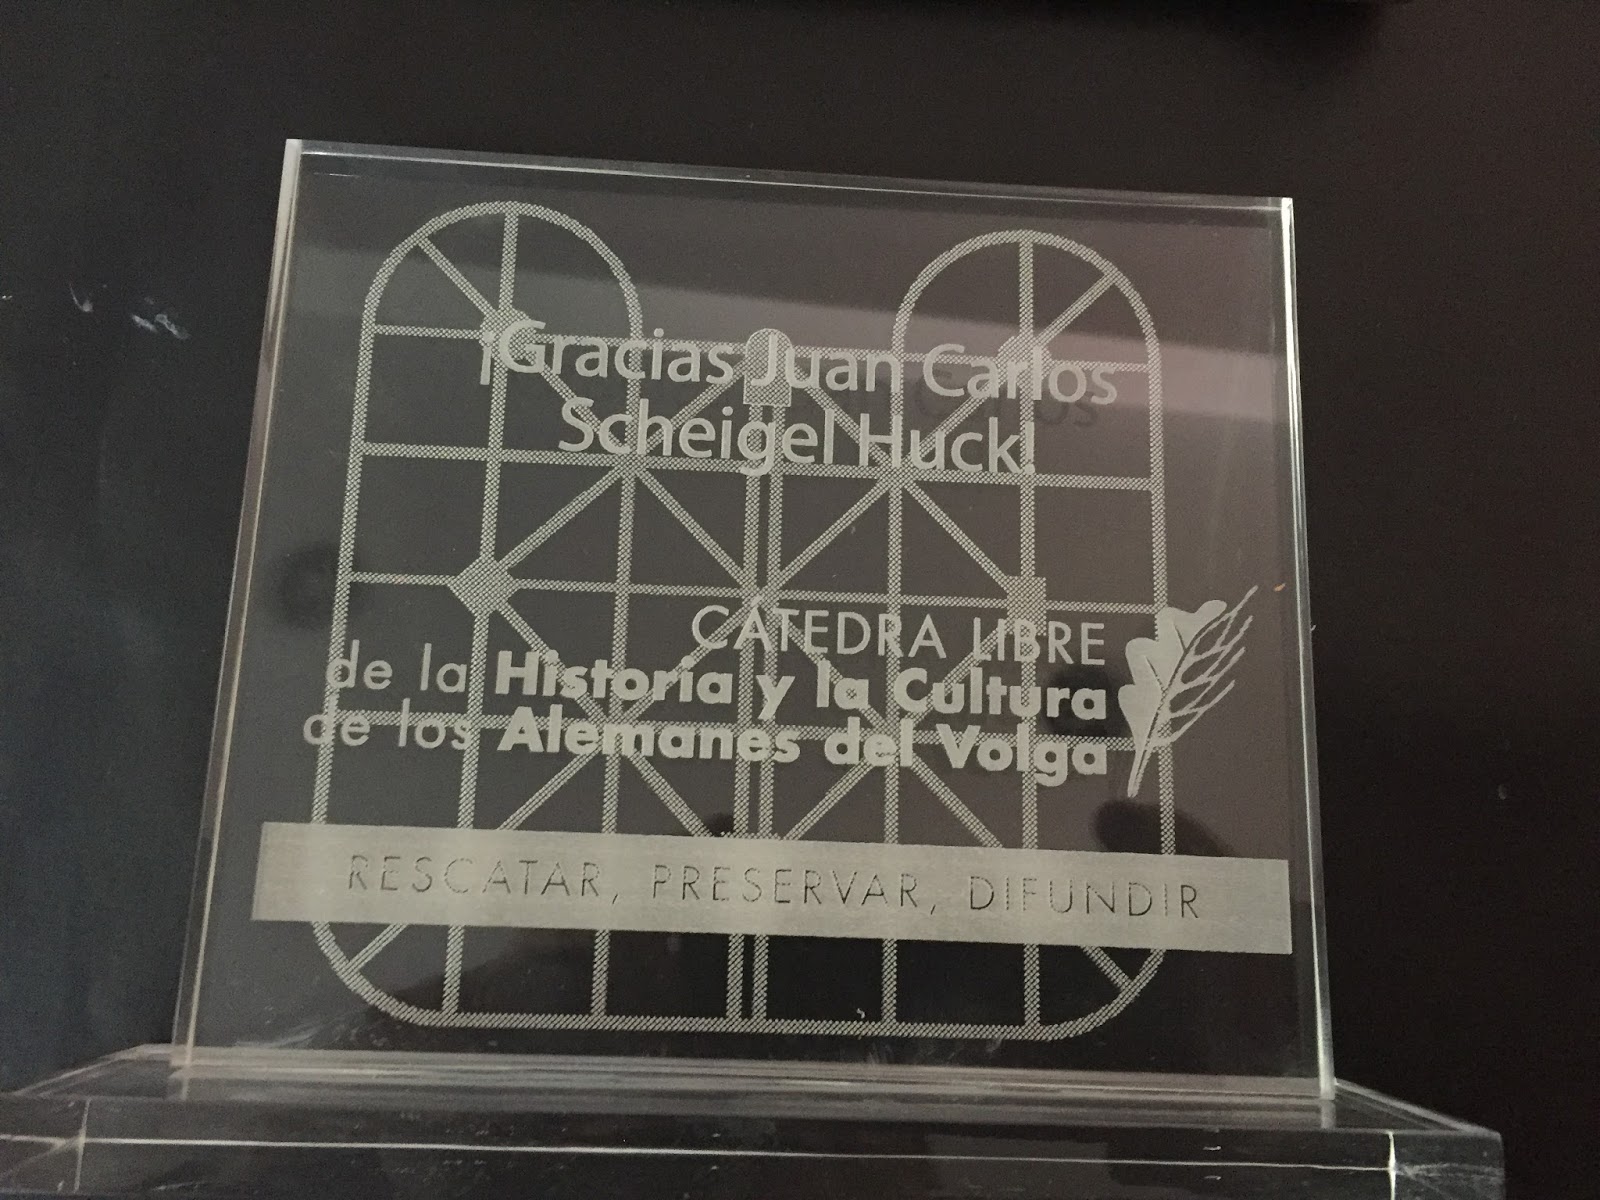 ¡Gracias Juan Carlos
Scheigel Huck!
CÁTEDRA LIBRE
de la Historia y la Cultura
de los Alemanes del Volga
RESCATAR, PRESERVAR, DIFUNDIR